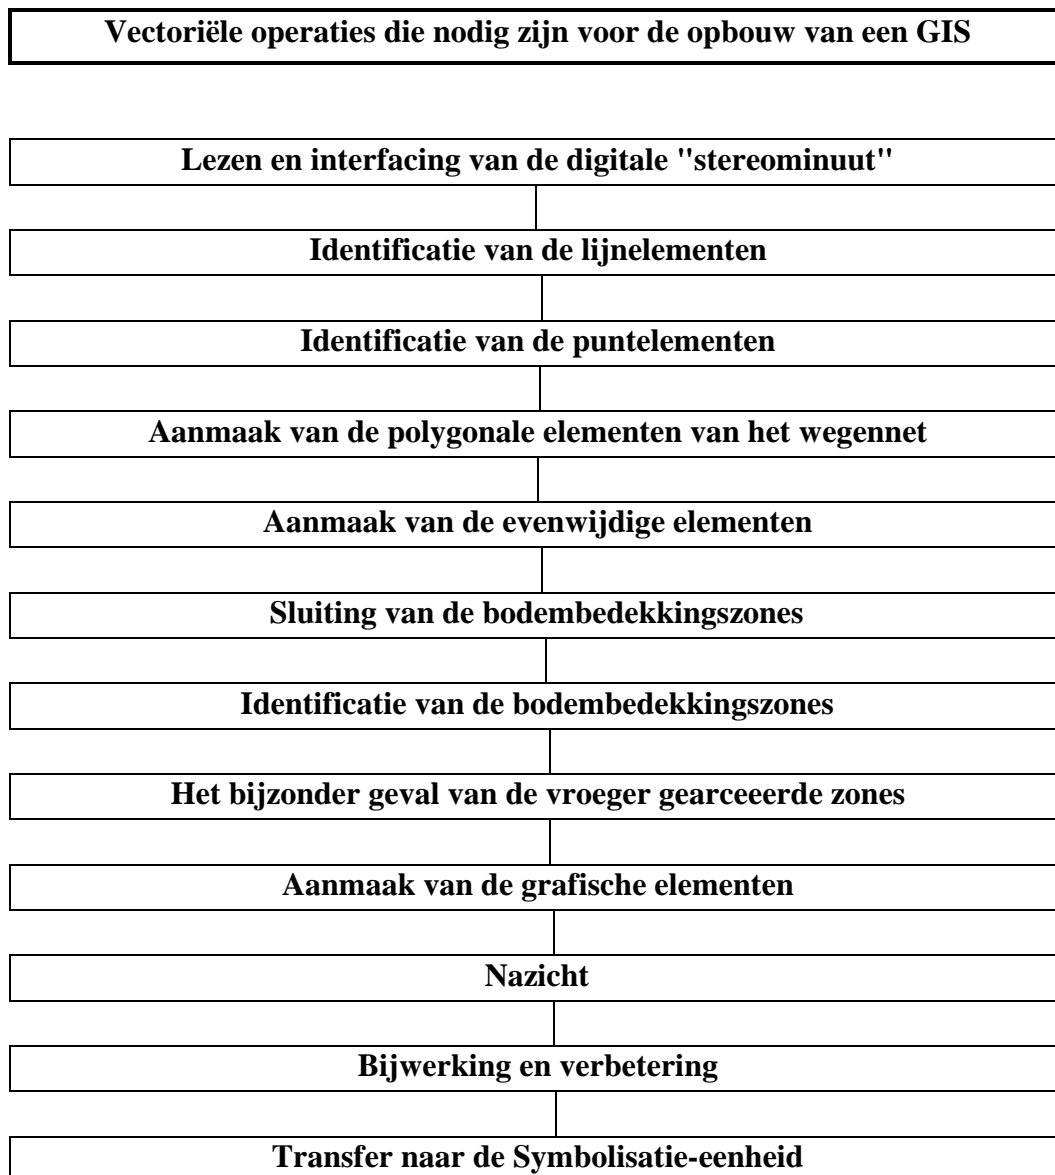 Vectoriële operaties die nodig zijn voor de opbouw van een GIS
Lezen en interfacing van de digitale "stereominuut"
Identificatie van de lijnelementen
Identificatie van de puntelementen
Aanmaak van de polygonale elementen van het wegennet
Aanmaak van de evenwijdige elementen
Sluiting van de bodembedekkingszones
Identificatie van de bodembedekkingszones
Het bijzonder geval van de vroeger gearceeerde zones
Aanmaak van de grafische elementen
Nazicht
Bijwerking en verbetering
Transfer naar de Symbolisatie-eenheid